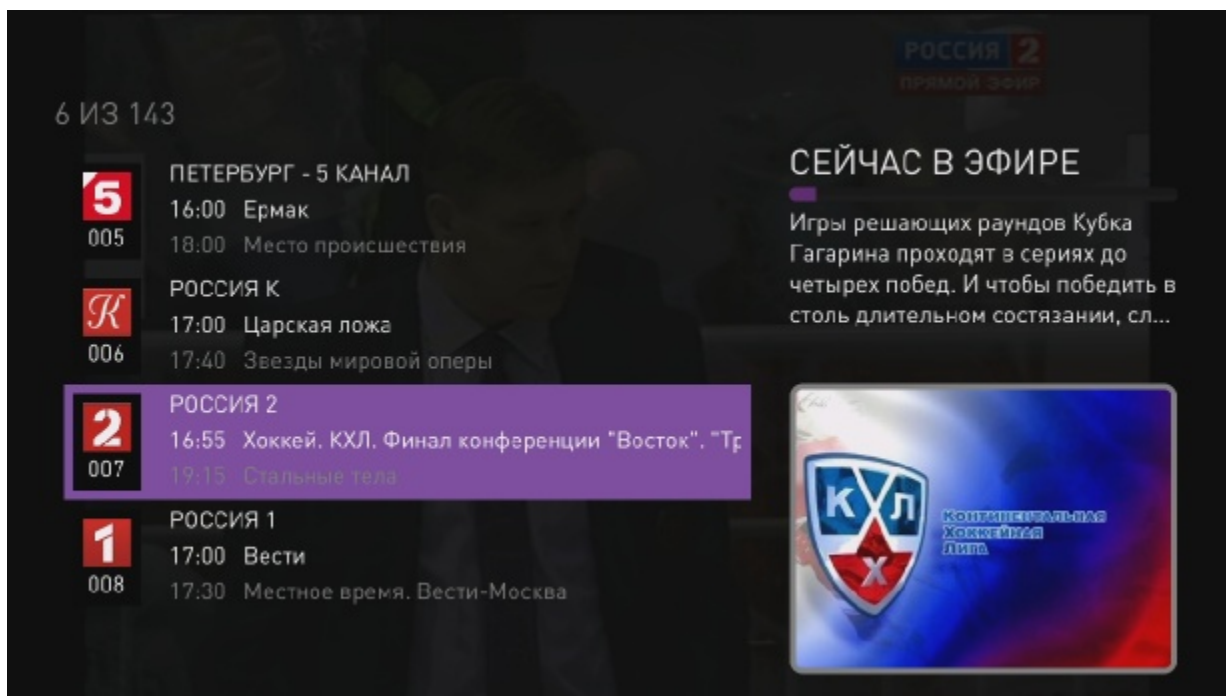 РОССИЯ 2
ПРЯМОЙ ЭФИР
6 ИЗ 143
5
005
ПЕТЕРБУРГ - 5 КАНАЛ
16:00 Ермак
18:00 Место происшествия
К
006
РОССИЯ К
17:00 Царская ложа
17:40 Звезды мировой оперы
2
007
РОССИЯ 2
16:55 Хоккей. КХЛ. Финал конференции "Восток". "Тр
19:15 Стальные тела
1
008
РОССИЯ 1
17:00 Вести
17:30 Местное время. Вести-Москва
СЕЙЧАС В ЭФИРЕ
Игры решающих раундов Кубка
Гагарина проходят в сериях до
четырех побед. И чтобы победить в
столь длительном состязании, сл...
КХЛ
КОНТИНЕНТАЛЬНАЯ
ХОККЕЙНАЯ
ЛИГА